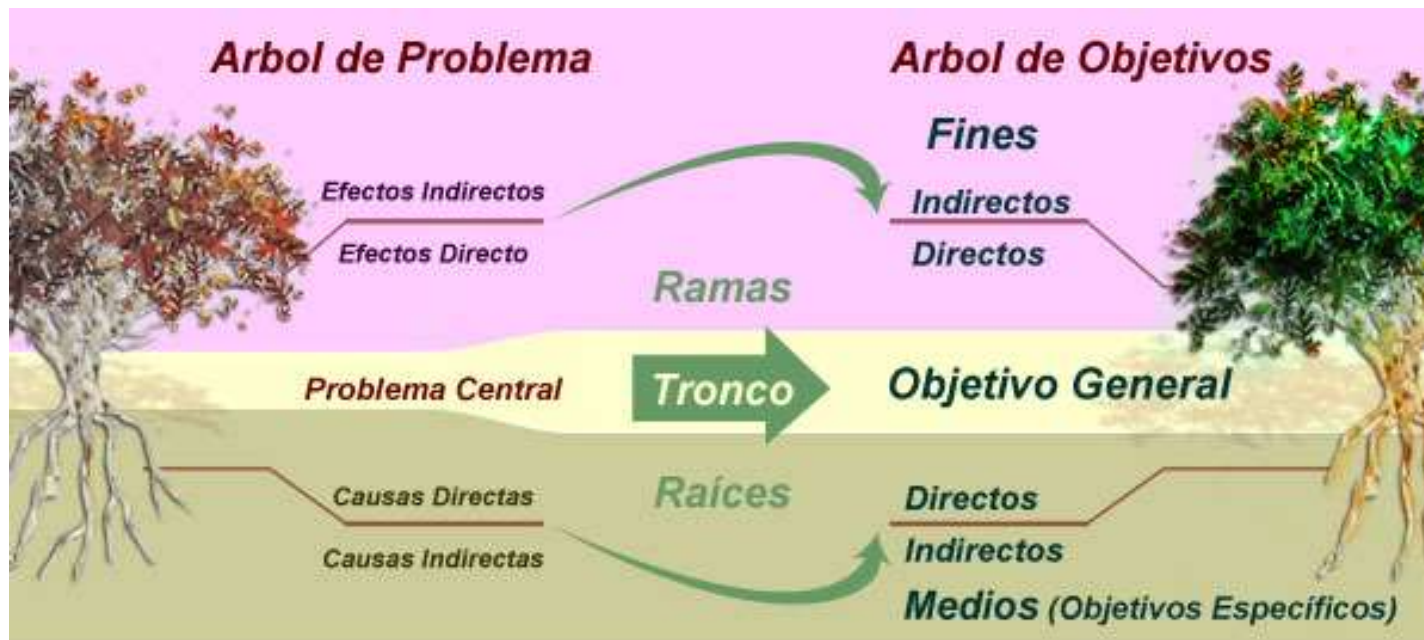 Arbol de Problema
Arbol de Objetivos
Fines
Efectos Indirectos
Indirectos
Efectos Directo
Directos
Ramas
Problema Central
Tronco
Objetivo General
Causas Directas
Raíces
Directos
Causas Indirectas
Indirectos
Medios (Objetivos Específicos)